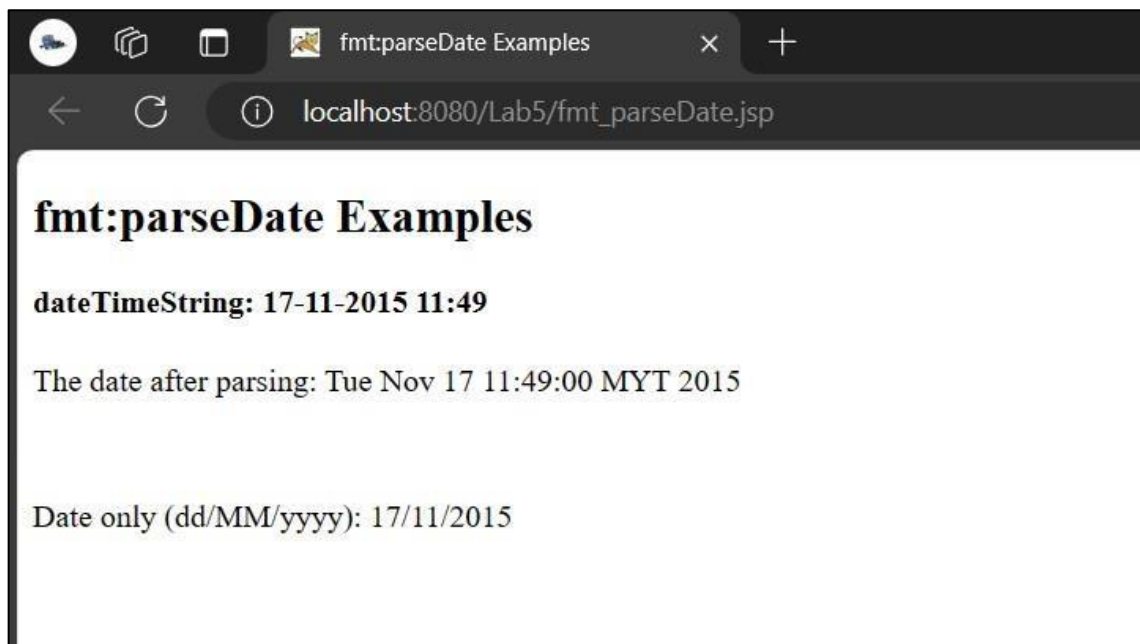 fmt:parseDate Examples
localhost:8080/Lab5/fmt_parseDate.jsp
fmt:parseDate Examples
dateTimeString: 17-11-2015 11:49
The date after parsing: Tue Nov 17 11:49:00 MYT 2015
Date only (dd/MM/yyyy): 17/11/2015